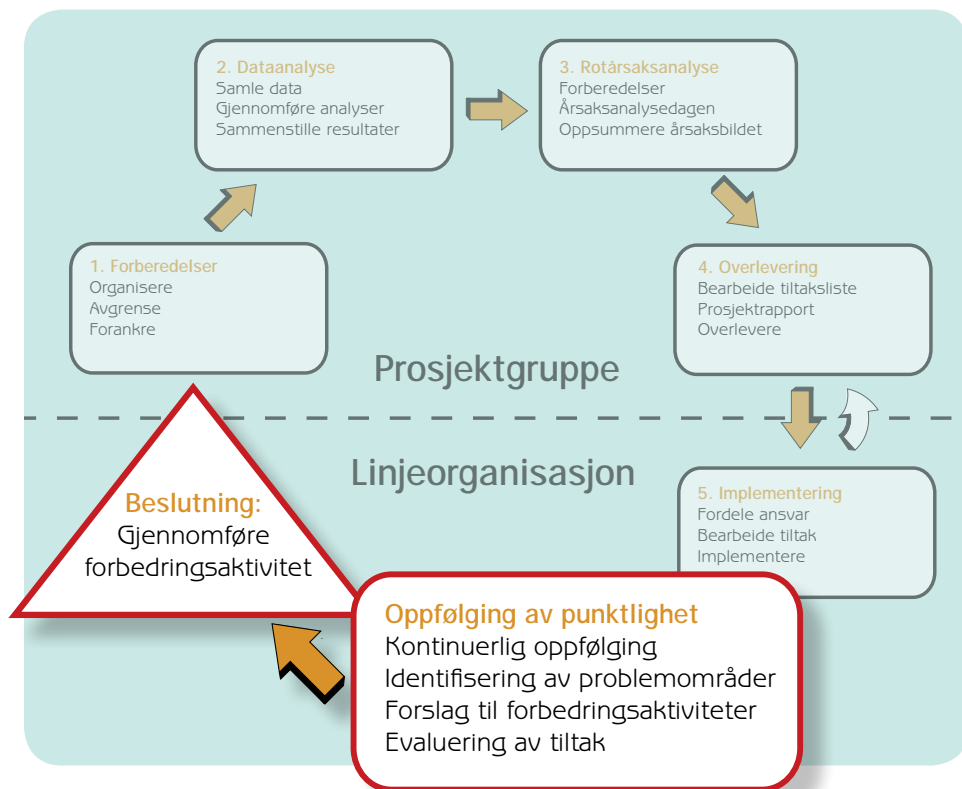 2. Dataanalyse
Samle data
Gjennomføre analyser
Sammenstille resultater
3. Rotårsaksanalyse
Forberedelser
Årsaksanalysedagen
Oppsummere årsaksbildet
1. Forberedelser
Organisere
Avgrense
Forankre
4. Overlevering
Bearbeide tiltaksliste
Prosjektrapport
Overlevere
Prosjektgruppe
Linjeorganisasjon
5. Implementering
Fordele ansvar
Bearbeide tiltak
Implementere
Beslutning:
Gjennomføre
forbedringsaktivitet
Oppfølging av punktlighet
Kontinuerlig oppfølging
Identifisering av problemområder
Forslag til forbedringsaktiviteter
Evaluering av tiltak